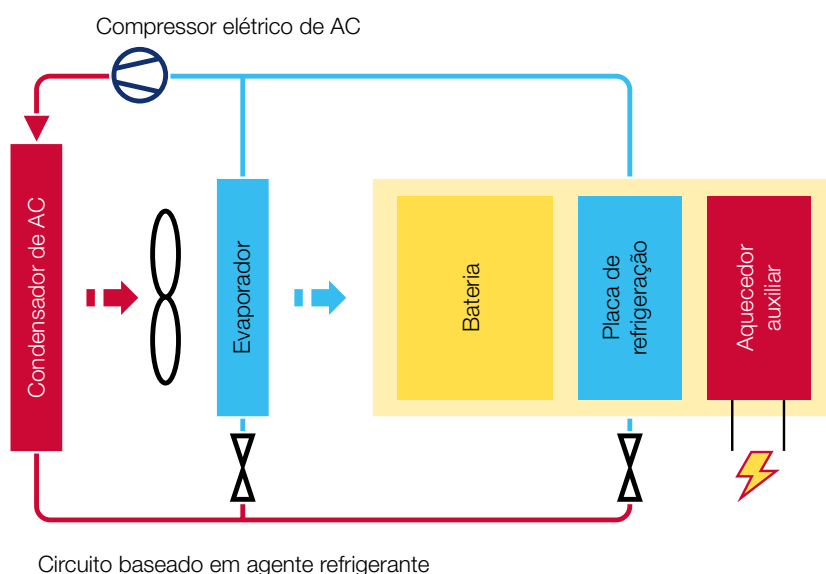 Compressor elétrico de AC
Condensador de AC
Evaporador
Bateria
Placa de
refrigeração
Aquecedor
auxiliar
Circuito baseado em agente refrigerante